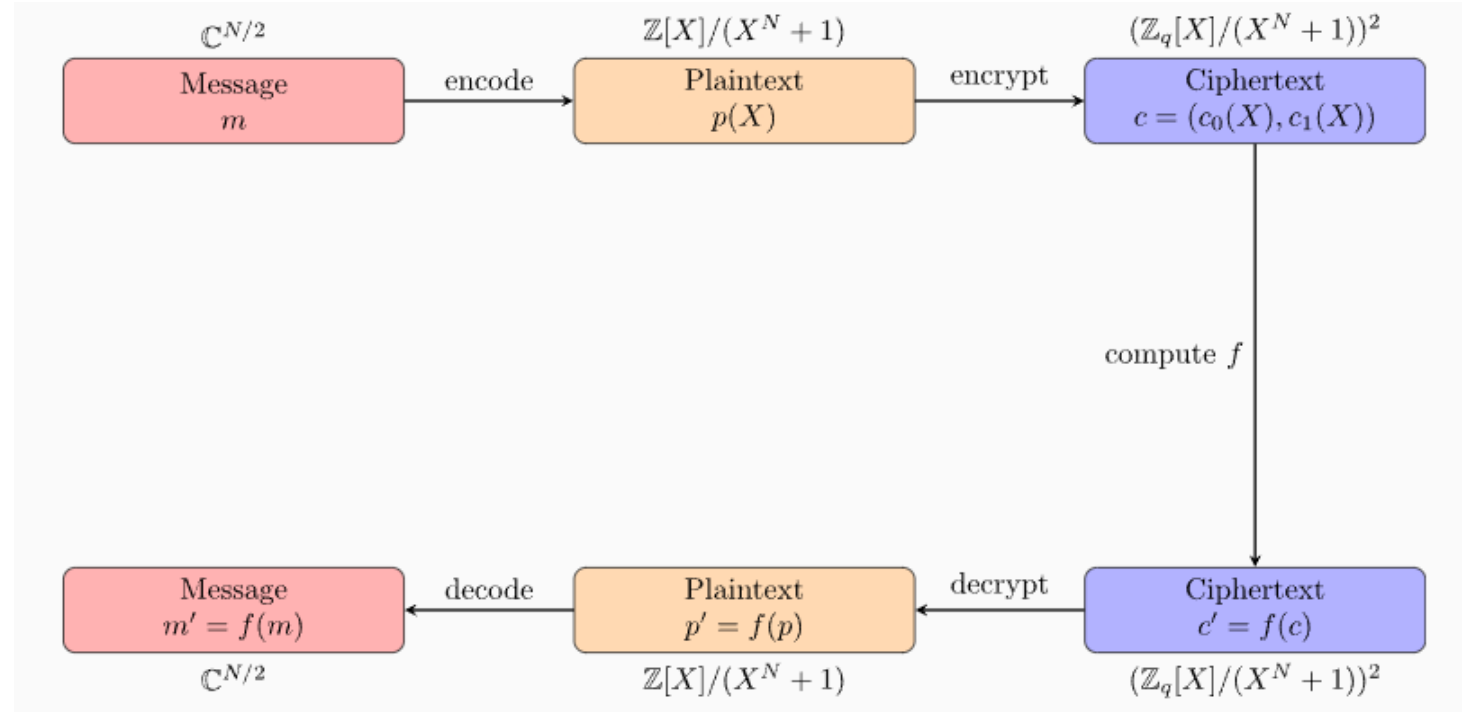 ℂ^{N/2} ℤ[X]/(X^N + 1) (ℤ_q[X]/(X^N + 1))^2
Message encode Plaintext encrypt Ciphertext
m p(X) c = (c_0(X), c_1(X))
compute f
Message decode Plaintext decrypt Ciphertext
m′ = f(m) p′ = f(p) c′ = f(c)
ℂ^{N/2} ℤ[X]/(X^N + 1) (ℤ_q[X]/(X^N + 1))^2